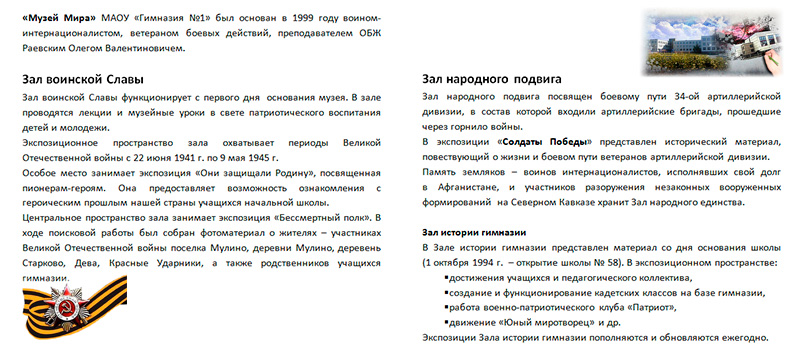 «Музей Мира» МАОУ «Гимназия №1» был основан в 1999 году воином-
интернационалистом, ветераном боевых действий, преподавателем ОБЖ
Раевским Олегом Валентиновичем.
Зал воинской Славы
Зал воинской Славы функционирует с первого дня основания музея. В зале
проводятся лекции и музейные уроки в свете патриотического воспитания
детей и молодежи.
Экспозиционное пространство зала охватывает периоды Великой
Отечественной войны с 22 июня 1941 г. по 9 мая 1945 г.
Особое место занимает экспозиция «Они защищали Родину», посвященная
пионерам-героям. Она предоставляет возможность ознакомления с
героическим прошлым нашей страны учащихся начальной школы.
Центральное пространство зала занимает экспозиция «Бессмертный полк». В
ходе поисковой работы был собран фотоматериал о жителях – участниках
Великой Отечественной войны поселка Мулино, деревни Мулино, деревень
Старково, Дева, Красные Ударники, а также родственников учащихся
гимназии.
Зал народного подвига
Зал народного подвига посвящен боевому пути 34-ой артиллерийской
дивизии, в состав которой входили артиллерийские бригады, прошедшие
через горнило войны.
В экспозиции «Солдаты Победы» представлен исторический материал,
повествующий о жизни и боевом пути ветеранов артиллерийской дивизии.
Память земляков – воинов интернационалистов, исполнявших свой долг
в Афганистане, и участников разоружения незаконных вооруженных
формирований на Северном Кавказе хранит Зал народного единства.
Зал истории гимназии
В Зале истории гимназии представлен материал со дня основания школы
(1 октября 1994 г. – открытие школы № 58). В экспозиционном пространстве:
▪достижения учащихся и педагогического коллектива,
▪создание и функционирование кадетских классов на базе гимназии,
▪работа военно-патриотического клуба «Патриот»,
▪движение «Юный миротворец» и др.
Экспозиции Зала истории гимназии пополняются и обновляются ежегодно.